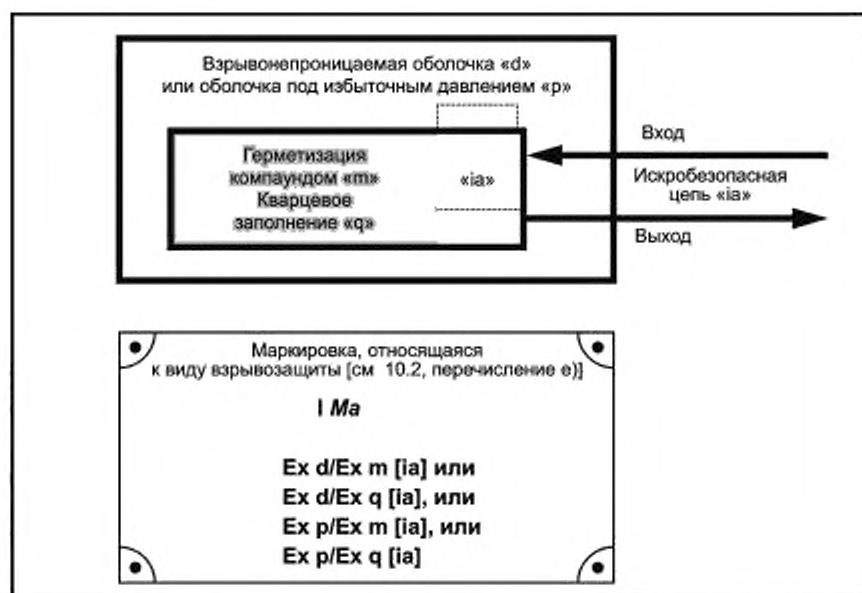 Взрывонепроницаемая оболочка «d»
или оболочка под избыточным давлением «p»
Герметизация
компаундом «m»
Кварцевое
заполнение «q»
«ia»
Вход
Искробезопасная
цепь «ia»
Выход
Маркировка, относящаяся
к виду взрывозащиты [см 10.2, перечисление е)]
I Ma
Ex d/Ex m [ia] или
Ex d/Ex q [ia], или
Ex p/Ex m [ia], или
Ex p/Ex q [ia]